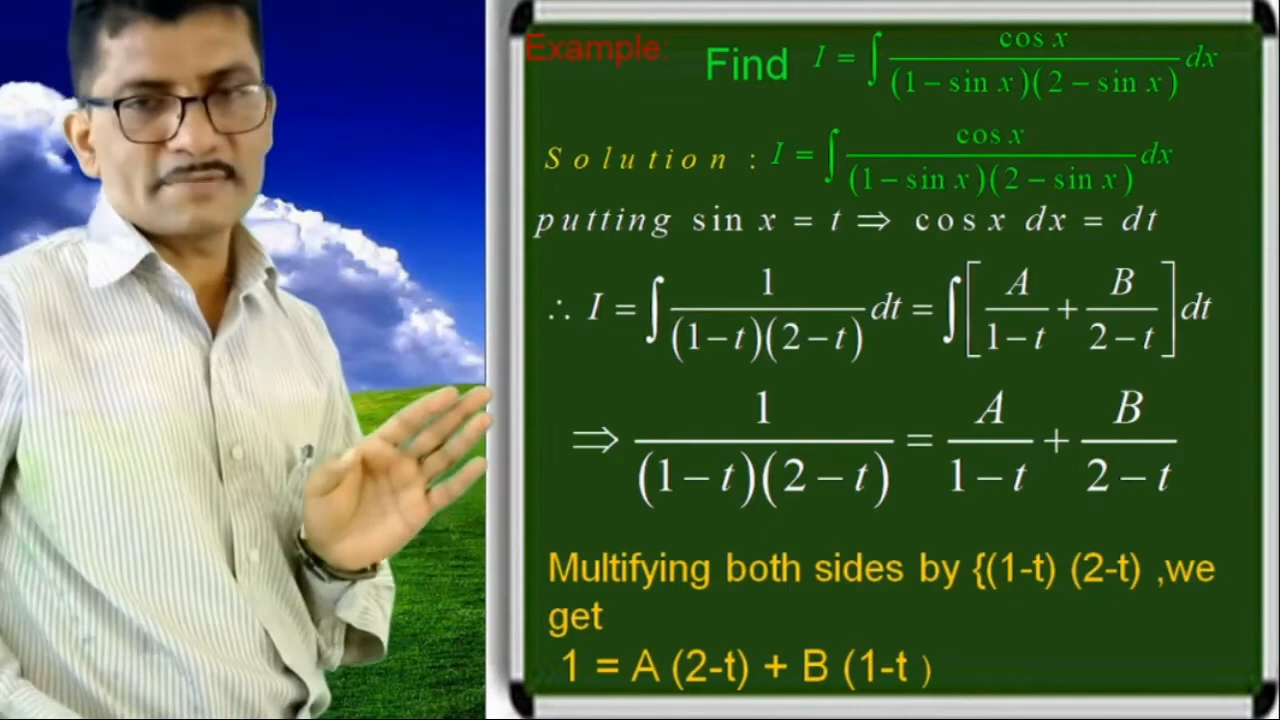 Example: Find I = ∫ cos x / (1 − sin x)(2 − sin x) dx
Solution : I = ∫ cos x / (1 − sin x)(2 − sin x) dx
putting sin x = t ⇒ cos x dx = dt
∴ I = ∫ 1 / (1−t)(2−t) dt = ∫ [ A / 1−t + B / 2−t ] dt
⇒ 1 / (1−t)(2−t) = A / 1−t + B / 2−t
Multifying both sides by {(1-t) (2-t) ,we
get
1 = A (2-t) + B (1-t )